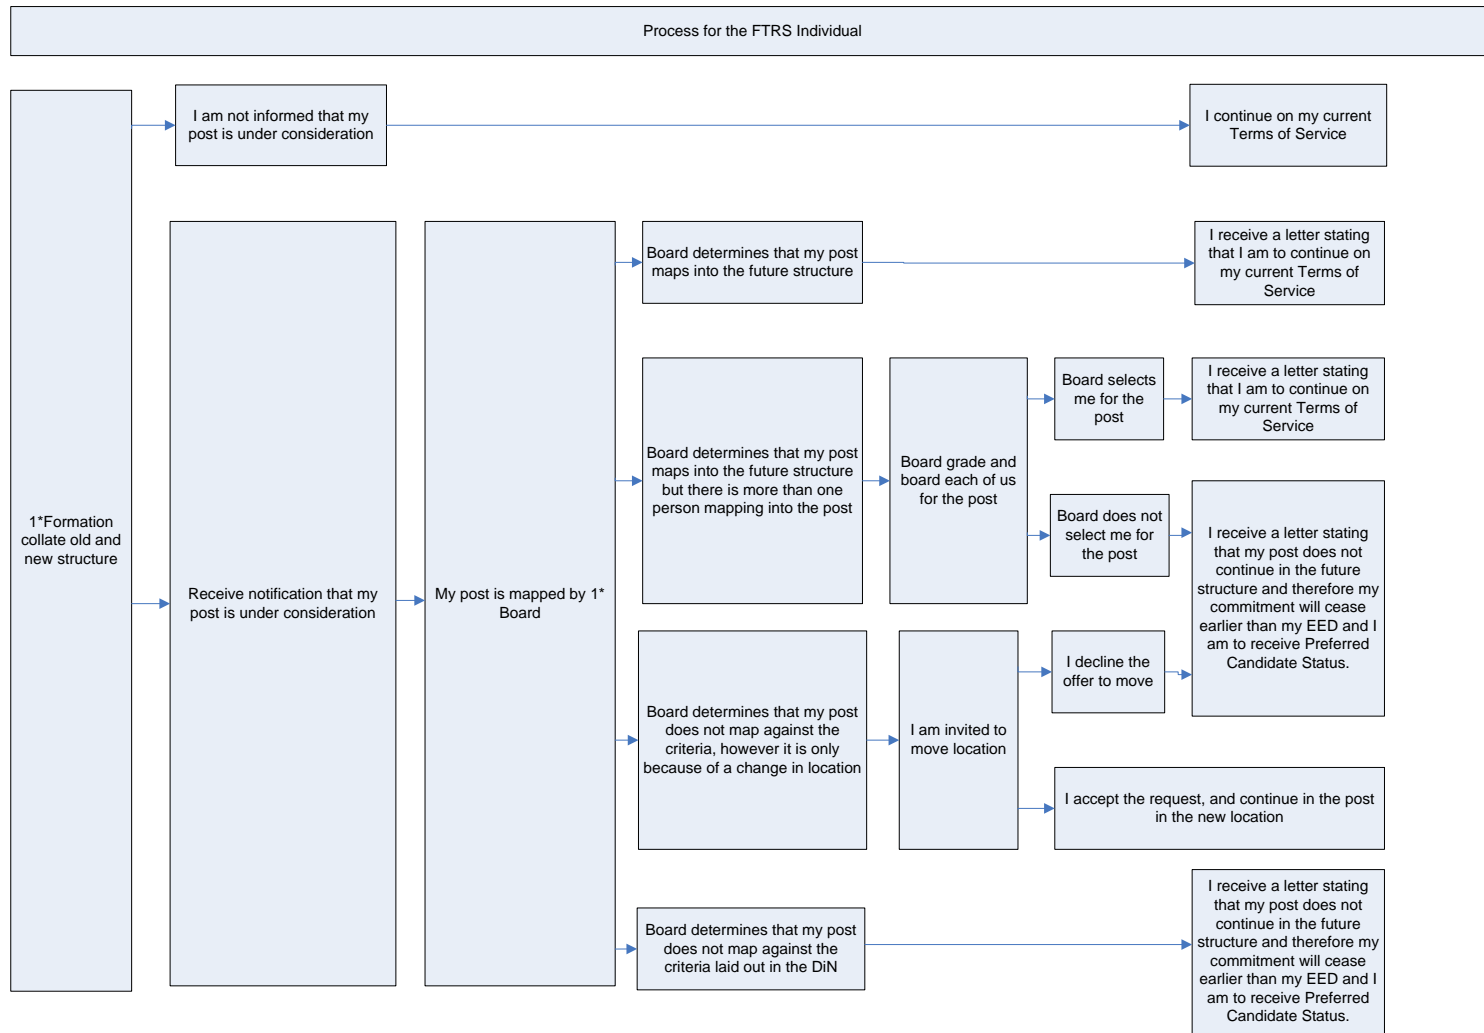 Process for the FTRS Individual
I am not informed that my
post is under consideration
I continue on my current
Terms of Service
1*Formation
collate old and
new structure
Receive notification that my
post is under consideration
My post is mapped by 1*
Board
Board determines that my post
maps into the future structure
I receive a letter stating
that I am to continue on
my current Terms of
Service
Board determines that my post
maps into the future structure
but there is more than one
person mapping into the post
Board grade and
board each of us
for the post
Board selects
me for the
post
I receive a letter stating
that I am to continue on
my current Terms of
Service
Board does not
select me for
the post
I receive a letter stating
that my post does not
continue in the future
structure and therefore my
commitment will cease
earlier than my EED and I
am to receive Preferred
Candidate Status.
Board determines that my post
does not map against the
criteria, however it is only
because of a change in location
I am invited to
move location
I decline the
offer to move
I accept the request, and continue in the post
in the new location
Board determines that my post
does not map against the
criteria laid out in the DiN
I receive a letter stating
that my post does not
continue in the future
structure and therefore my
commitment will cease
earlier than my EED and I
am to receive Preferred
Candidate Status.